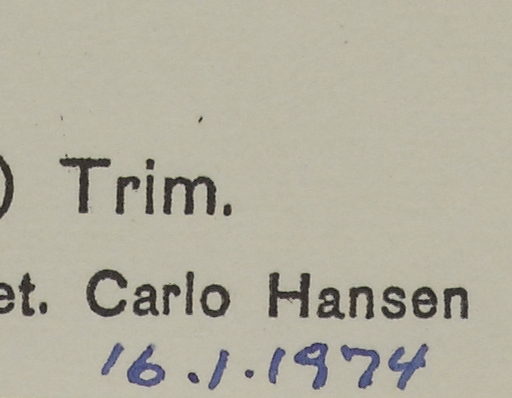 ) Trim.
et. Carlo Hansen
16.1.1974